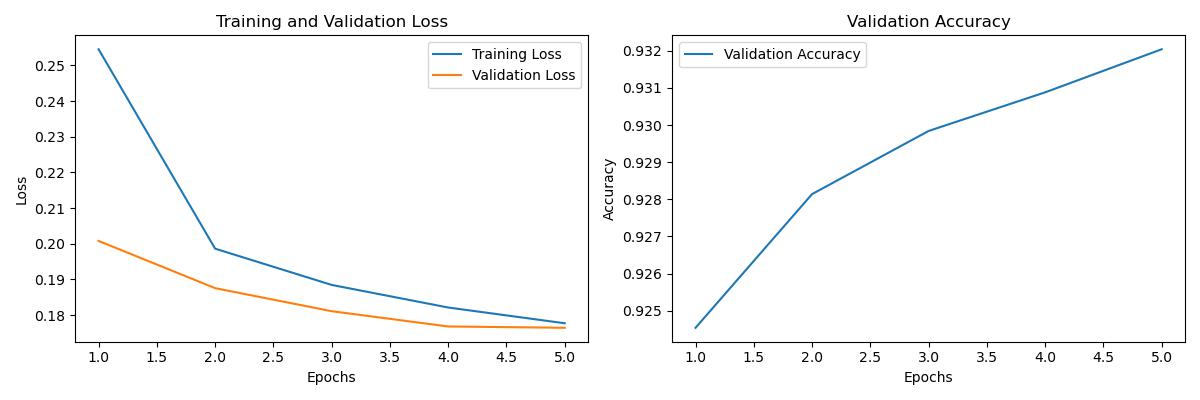 Training and Validation Loss
Training Loss
Validation Loss
0.25
0.24
0.23
0.22
0.21
0.20
0.19
0.18
Loss
1.0 1.5 2.0 2.5 3.0 3.5 4.0 4.5 5.0
Epochs
Validation Accuracy
Validation Accuracy
0.932
0.931
0.930
0.929
0.928
0.927
0.926
0.925
Accuracy
1.0 1.5 2.0 2.5 3.0 3.5 4.0 4.5 5.0
Epochs